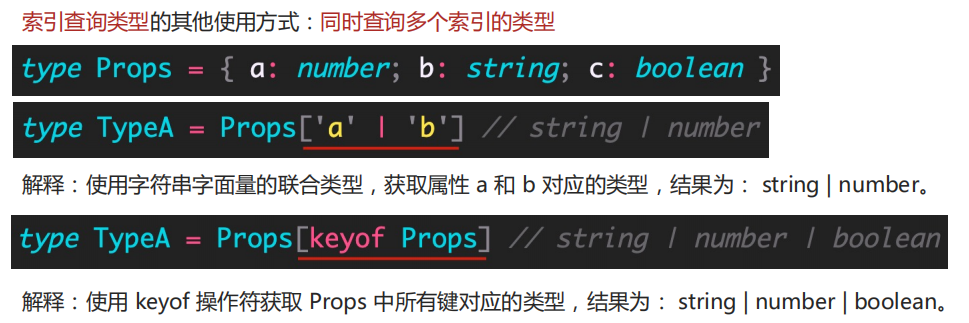 索引查询类型的其他使用方式：同时查询多个索引的类型
type Props = { a: number; b: string; c: boolean }
type TypeA = Props['a' | 'b'] // string | number
解释：使用字符串字面量的联合类型，获取属性 a 和 b 对应的类型，结果为： string | number。
type TypeA = Props[keyof Props] // string | number | boolean
解释：使用 keyof 操作符获取 Props 中所有键对应的类型，结果为： string | number | boolean。